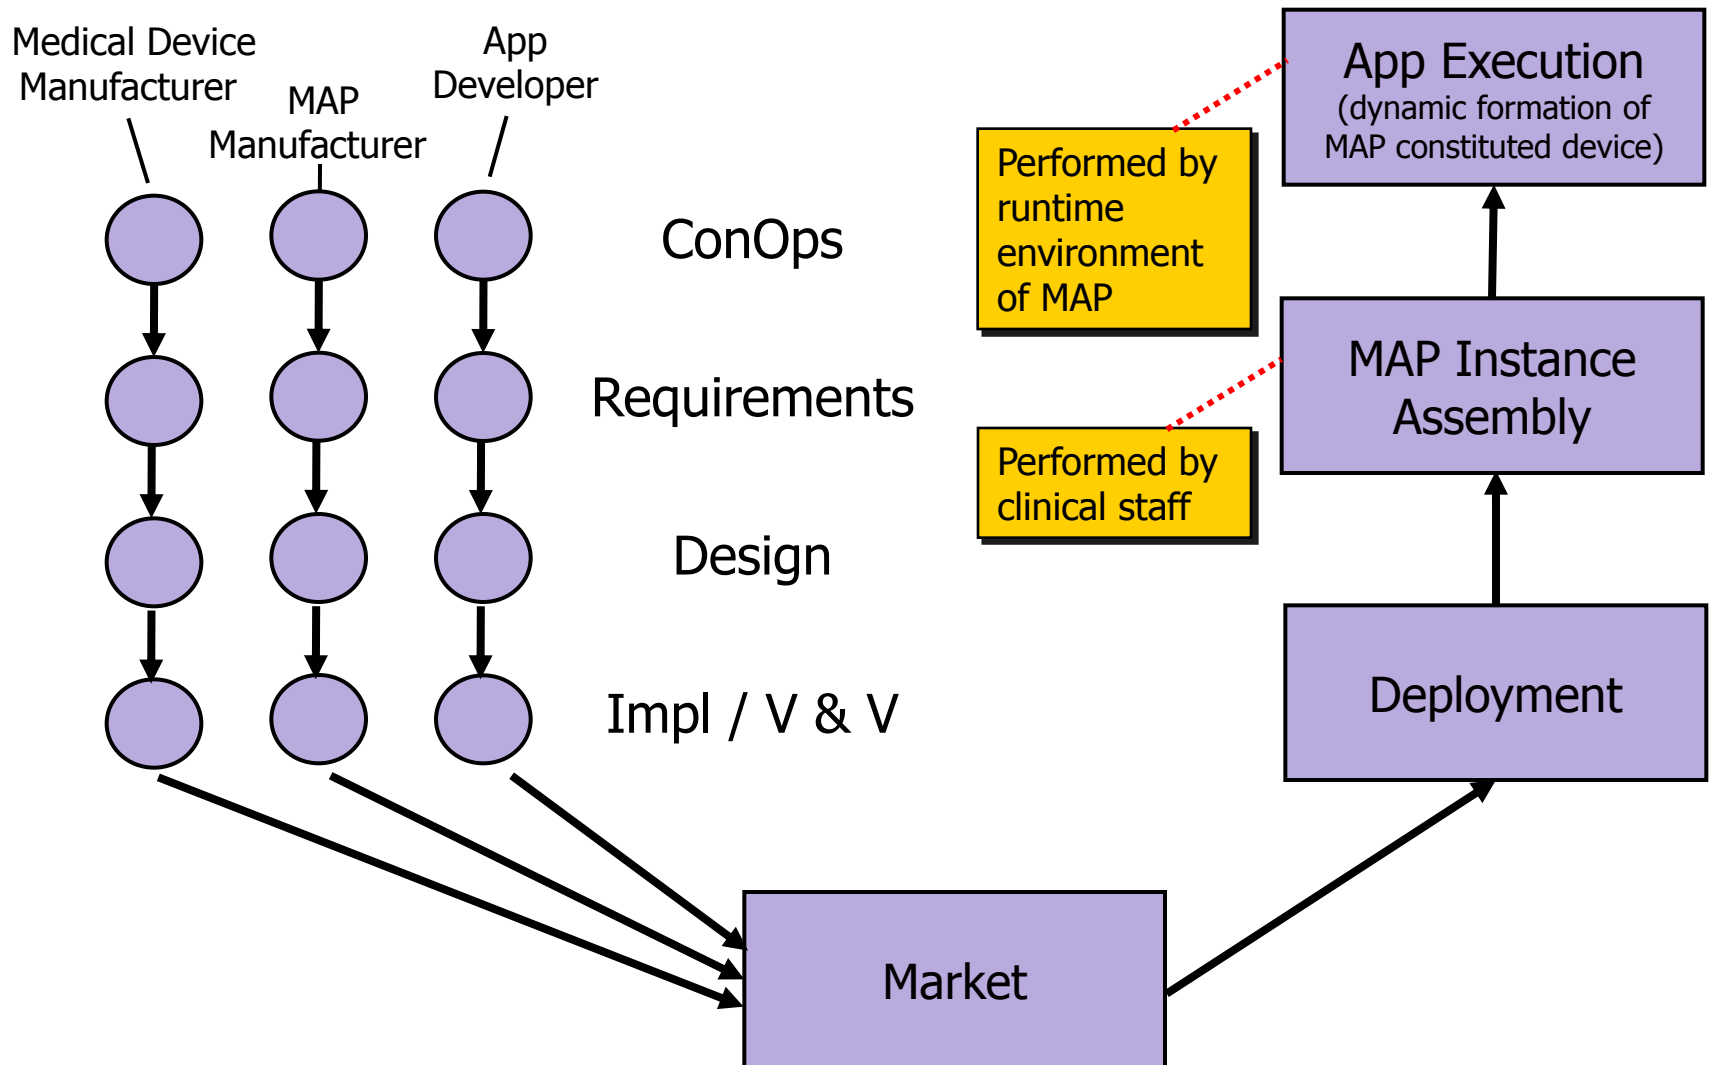 Medical Device
Manufacturer
MAP
Manufacturer
App
Developer
ConOps
Requirements
Design
Impl / V & V
Market
Deployment
MAP Instance
Assembly
Performed by
clinical staff
App Execution
(dynamic formation of
MAP constituted device)
Performed by
runtime
environment
of MAP